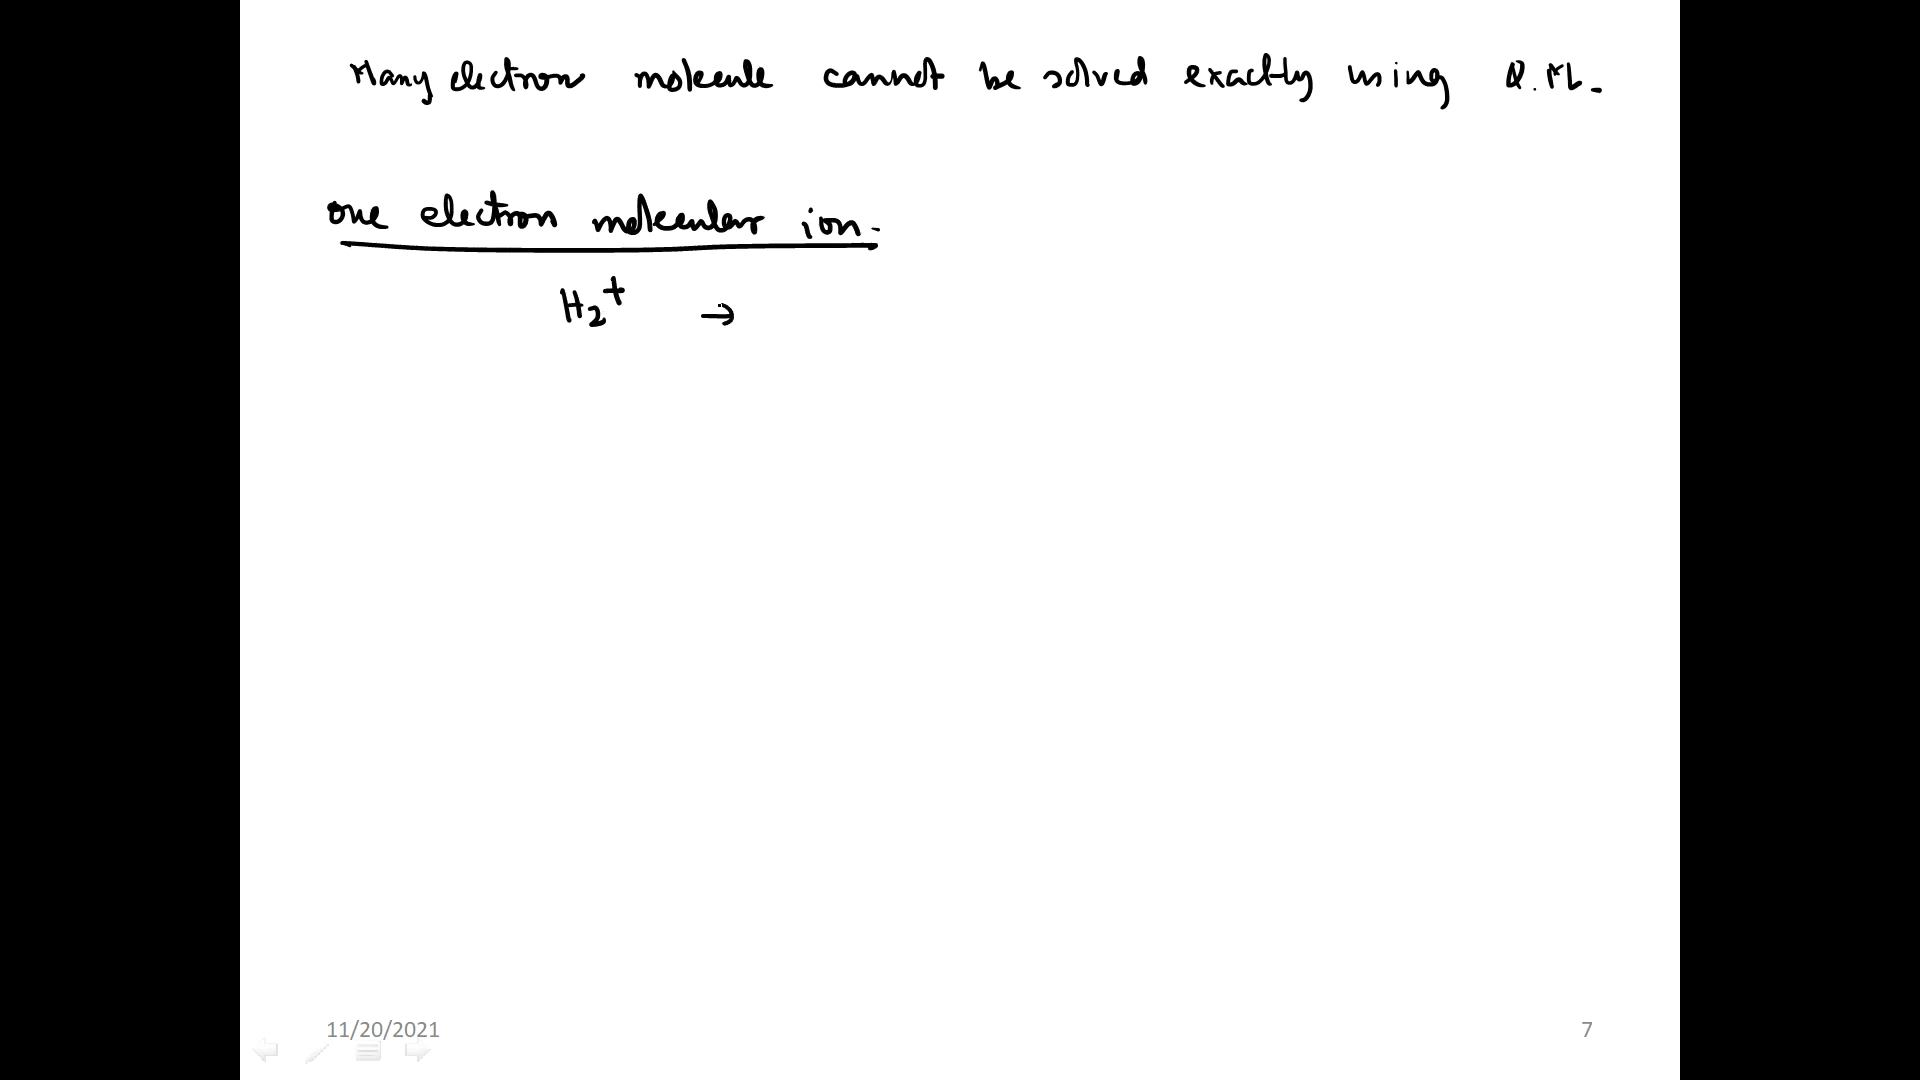 Many electron molecule cannot be solved exactly using Q.M.
one electron molecular ion.
H₂⁺ →
11/20/2021
7